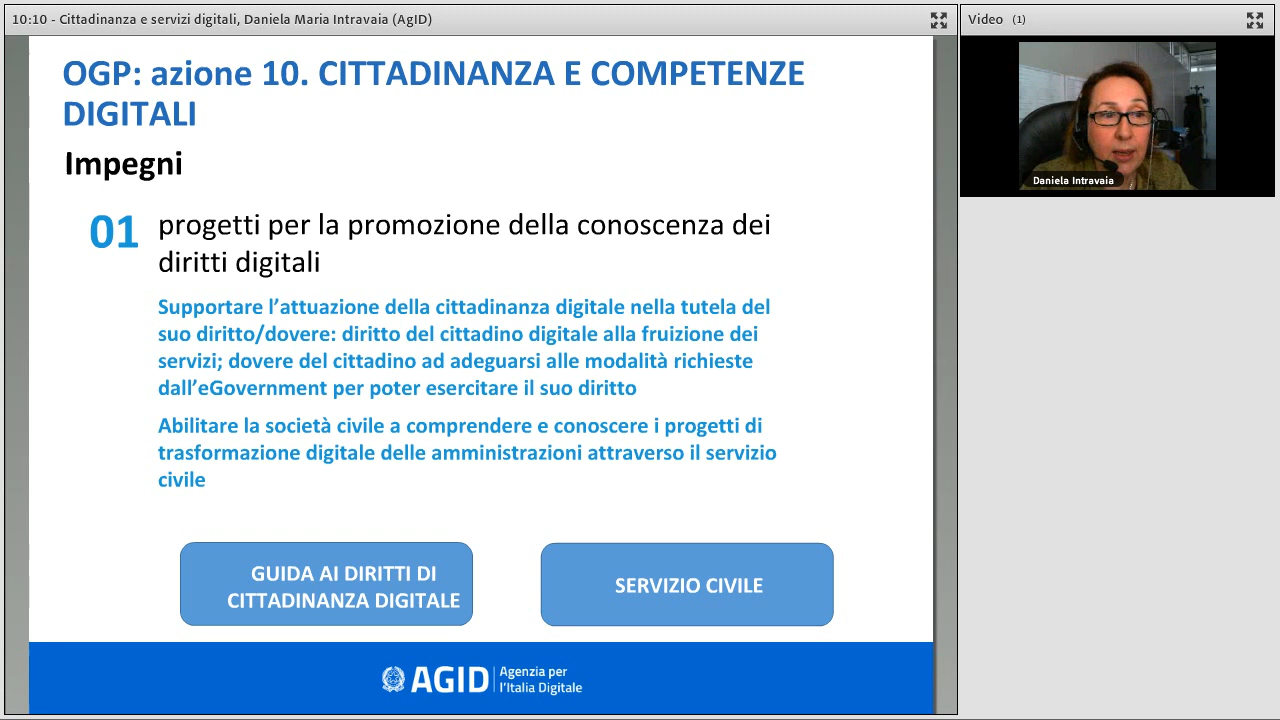 10:10 - Cittadinanza e servizi digitali, Daniela Maria Intravaia (AgID)
Video (1)
OGP: azione 10. CITTADINANZA E COMPETENZE
DIGITALI
Impegni
01 progetti per la promozione della conoscenza dei
diritti digitali
Supportare l’attuazione della cittadinanza digitale nella tutela del
suo diritto/dovere: diritto del cittadino digitale alla fruizione dei
servizi; dovere del cittadino ad adeguarsi alle modalità richieste
dall’eGovernment per poter esercitare il suo diritto
Abilitare la società civile a comprendere e conoscere i progetti di
trasformazione digitale delle amministrazioni attraverso il servizio
civile
GUIDA AI DIRITTI DI
CITTADINANZA DIGITALE
SERVIZIO CIVILE
AGID
Agenzia per
l’Italia Digitale
Daniela Intravaia